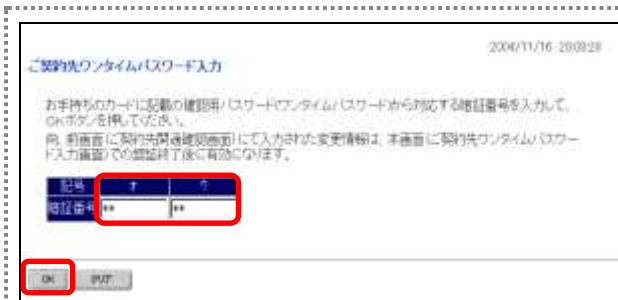 2004/11/16 20:08:28
ご契約先ワンタイムパスワード入力
お手持ちのカードに記載の確認用パスワード(ワンタイムパスワード)から対応する暗証番号を入力して、
OKボタンを押してください。
尚、前画面(ご契約先関連確認画面)にて入力された変更情報は、本画面(ご契約先ワンタイムパスワー
ド入力画面)での認証終了後に有効になります。
記号 オ ウ
暗証番号 ** **
OK